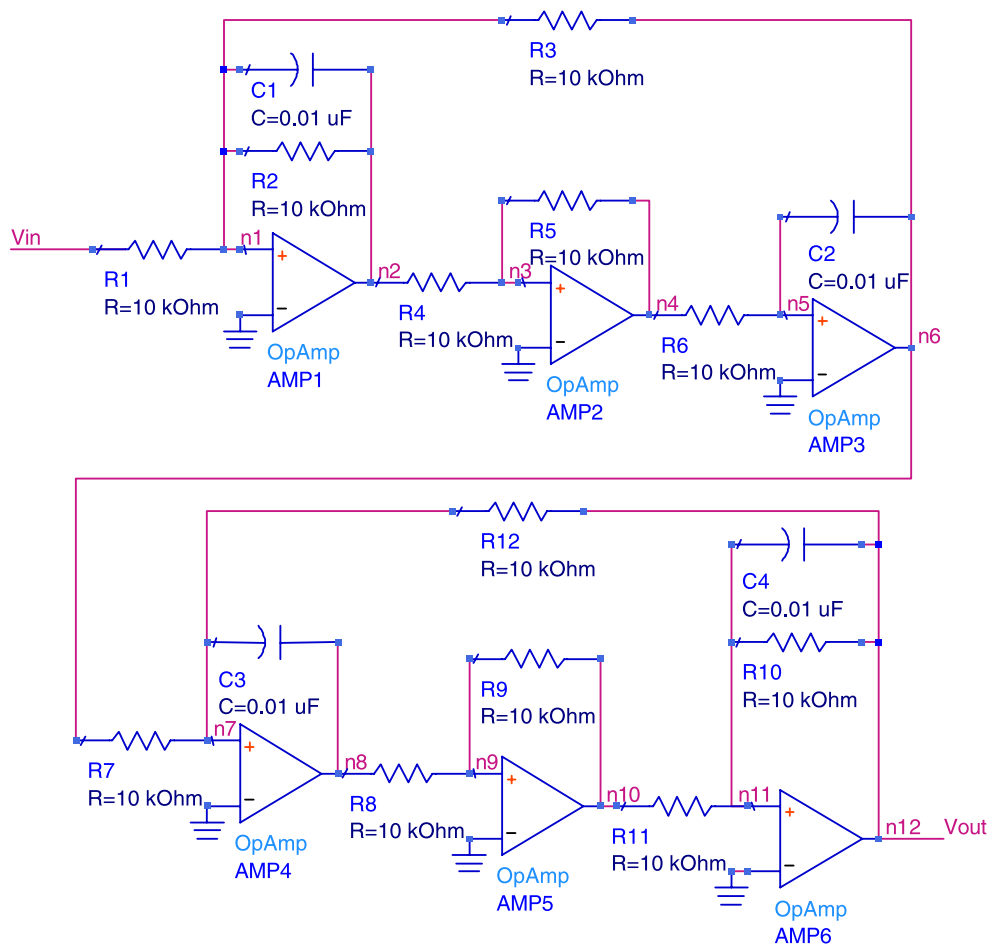 R3
R=10 kOhm
C1
C=0.01 uF
R2
R=10 kOhm
Vin
R1
R=10 kOhm
n1
+
−
OpAmp
AMP1
n2
R4
R=10 kOhm
R5
R=10 kOhm
n3
+
−
OpAmp
AMP2
n4
R6
R=10 kOhm
C2
C=0.01 uF
n5
+
−
OpAmp
AMP3
n6
R12
R=10 kOhm
C3
C=0.01 uF
R7
R=10 kOhm
n7
+
−
OpAmp
AMP4
n8
R8
R=10 kOhm
R9
R=10 kOhm
n9
+
−
OpAmp
AMP5
n10
R11
R=10 kOhm
C4
C=0.01 uF
R10
R=10 kOhm
n11
+
−
OpAmp
AMP6
n12
Vout